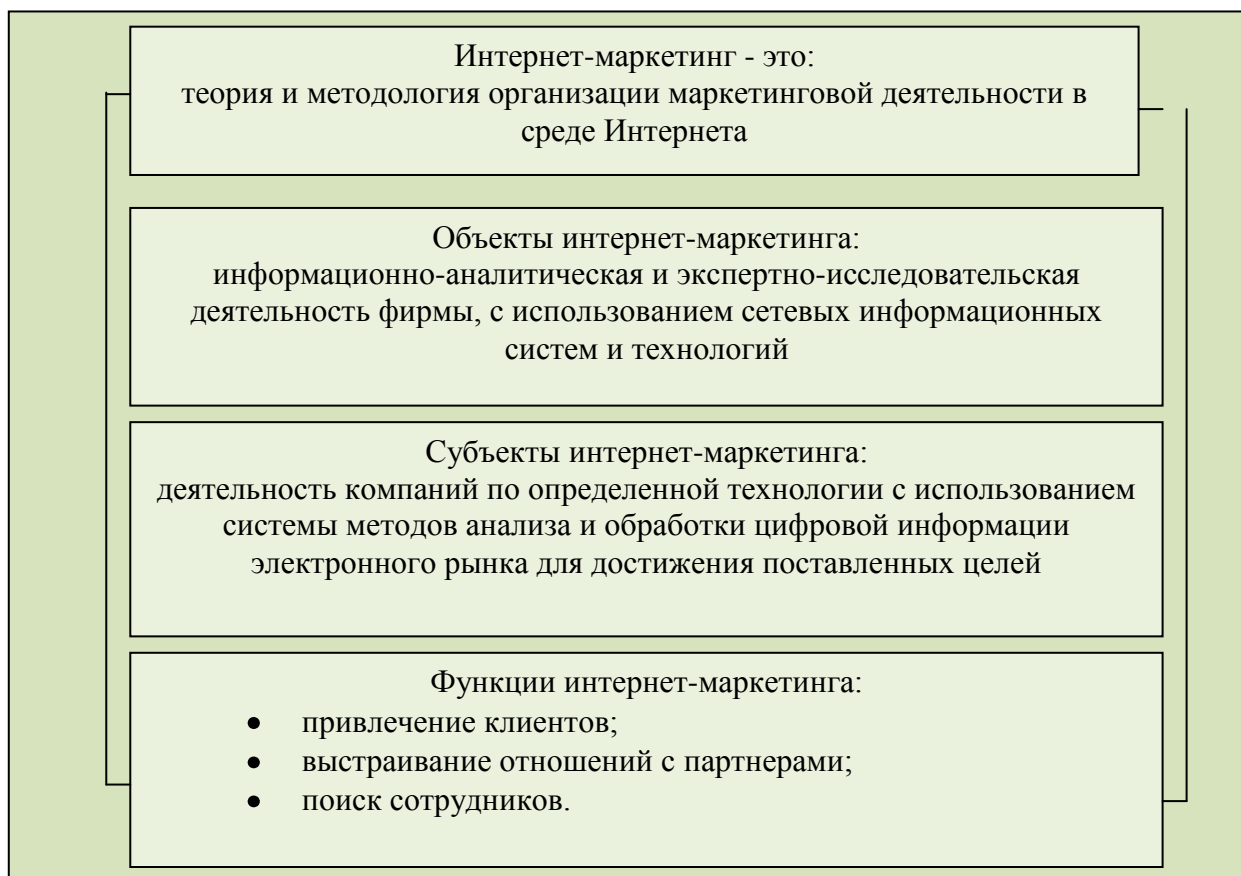 Интернет-маркетинг - это:
теория и методология организации маркетинговой деятельности в
среде Интернета
Объекты интернет-маркетинга:
информационно-аналитическая и экспертно-исследовательская
деятельность фирмы, с использованием сетевых информационных
систем и технологий
Субъекты интернет-маркетинга:
деятельность компаний по определенной технологии с использованием
системы методов анализа и обработки цифровой информации
электронного рынка для достижения поставленных целей
Функции интернет-маркетинга:
• привлечение клиентов;
• выстраивание отношений с партнерами;
• поиск сотрудников.